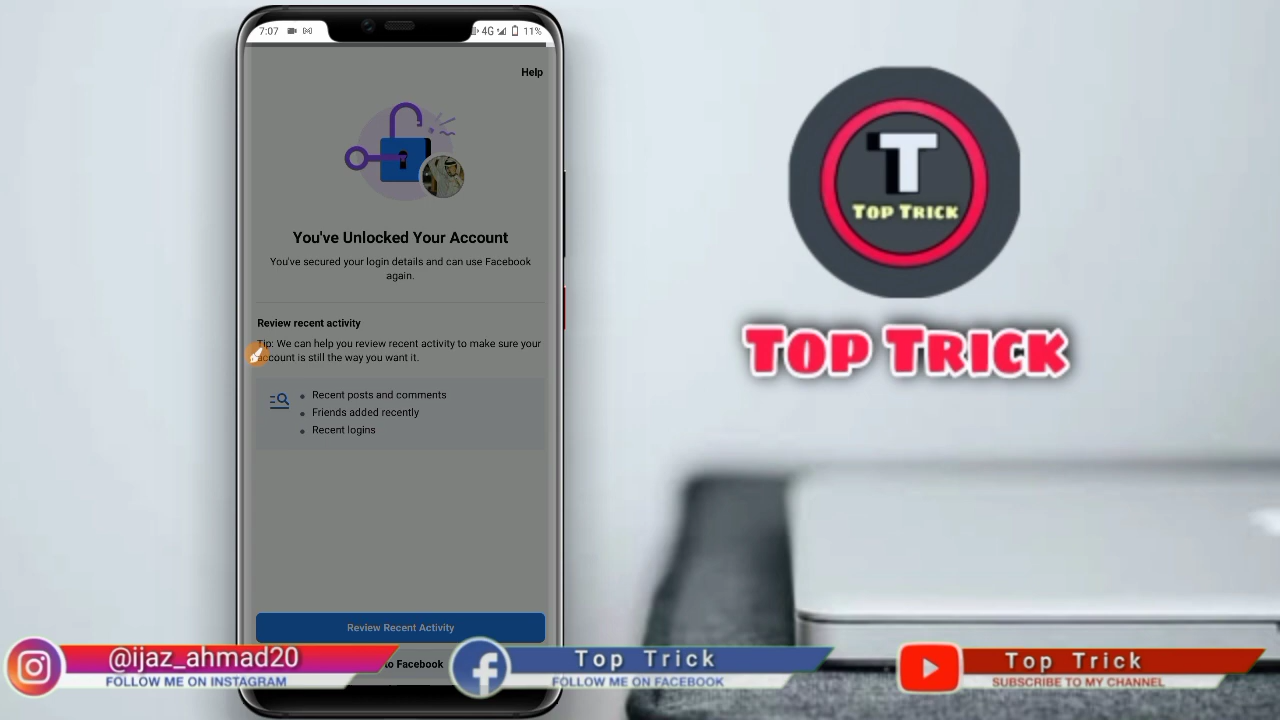 7:07
4G
11%
Help
You've Unlocked Your Account
You've secured your login details and can use Facebook
again.
Review recent activity
Tip: We can help you review recent activity to make sure your
account is still the way you want it.
Recent posts and comments
Friends added recently
Recent logins
Review Recent Activity
to Facebook
T
TOP TRICK
TOP TRICK
@ijaz_ahmad20
FOLLOW ME ON INSTAGRAM
Top Trick
FOLLOW ME ON FACEBOOK
Top Trick
SUBSCRIBE TO MY CHANNEL